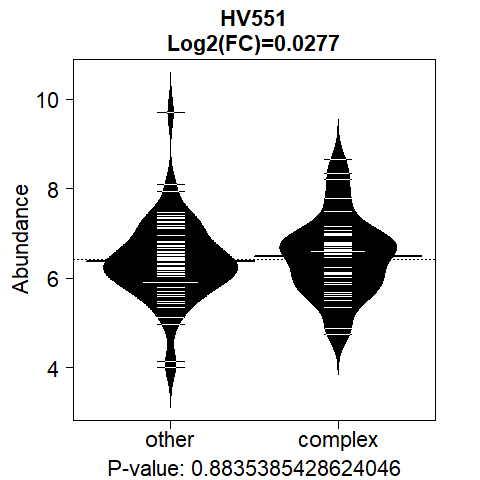 HV551
Log2(FC)=0.0277
Abundance
10
8
6
4
other
complex
P-value: 0.8835385428624046